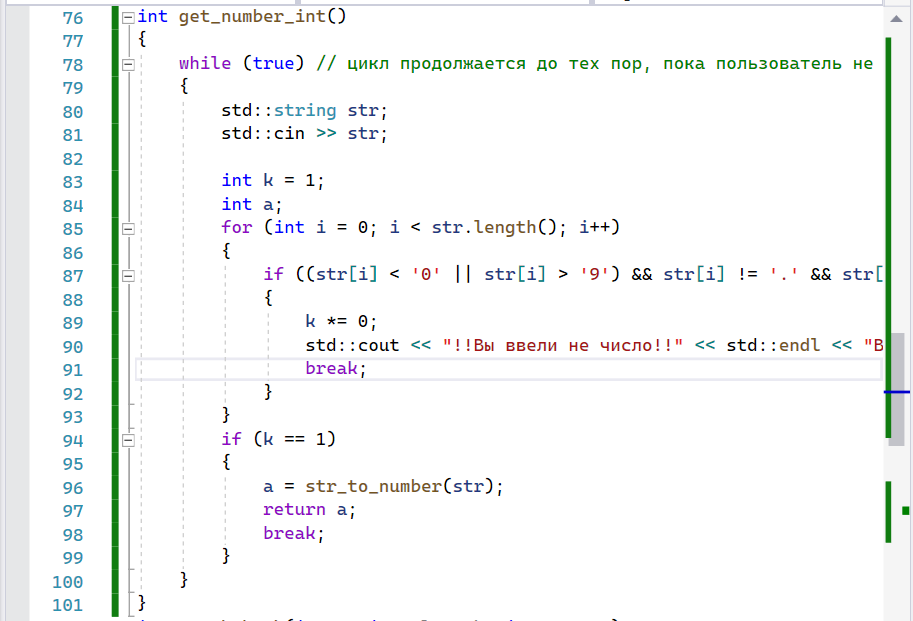 76 int get_number_int()
77 {
78 while (true) // цикл продолжается до тех пор, пока пользователь не
79 {
80 std::string str;
81 std::cin >> str;
82
83 int k = 1;
84 int a;
85 for (int i = 0; i < str.length(); i++)
86 {
87 if ((str[i] < '0' || str[i] > '9') && str[i] != '.' && str[
88 {
89 k *= 0;
90 std::cout << "!!Вы ввели не число!!" << std::endl << "В
91 break;
92 }
93 }
94 if (k == 1)
95 {
96 a = str_to_number(str);
97 return a;
98 break;
99 }
100 }
101 }